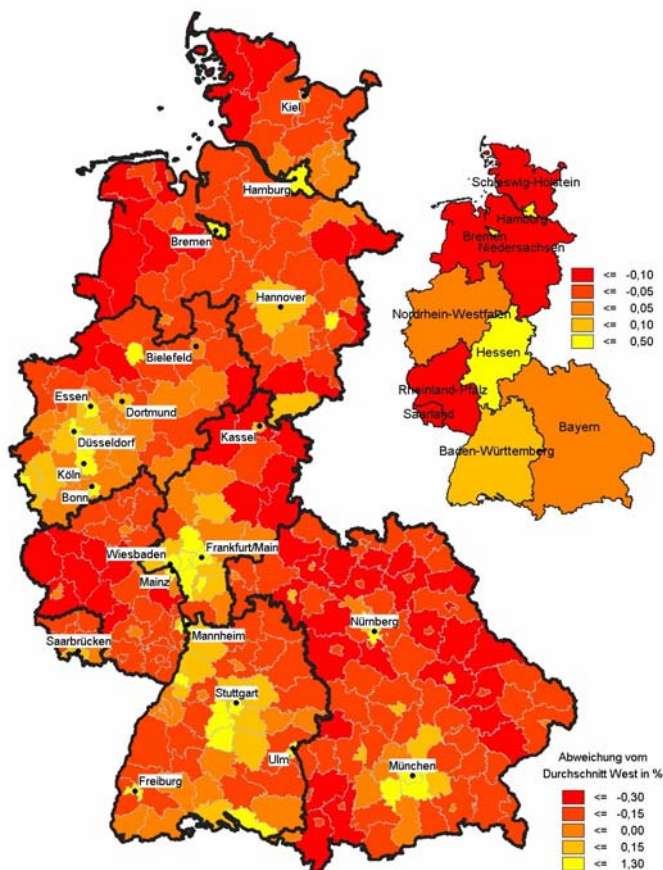 Kiel
Hamburg
Bremen
Hannover
Bielefeld
Essen
Dortmund
Düsseldorf
Köln
Bonn
Kassel
Wiesbaden
Frankfurt/Main
Mainz
Saarbrücken
Mannheim
Nürnberg
Stuttgart
Ulm
Freiburg
München
Schleswig-Holstein
Hamburg
Bremen
Niedersachsen
Nordrhein-Westfalen
Hessen
Rheinland-Pfalz
Saarland
Bayern
Baden-Württemberg
<= -0,10
<= -0,05
<= 0,05
<= 0,10
<= 0,50
Abweichung vom
Durchschnitt West in %
<= -0,30
<= -0,15
<= 0,00
<= 0,15
<= 1,30